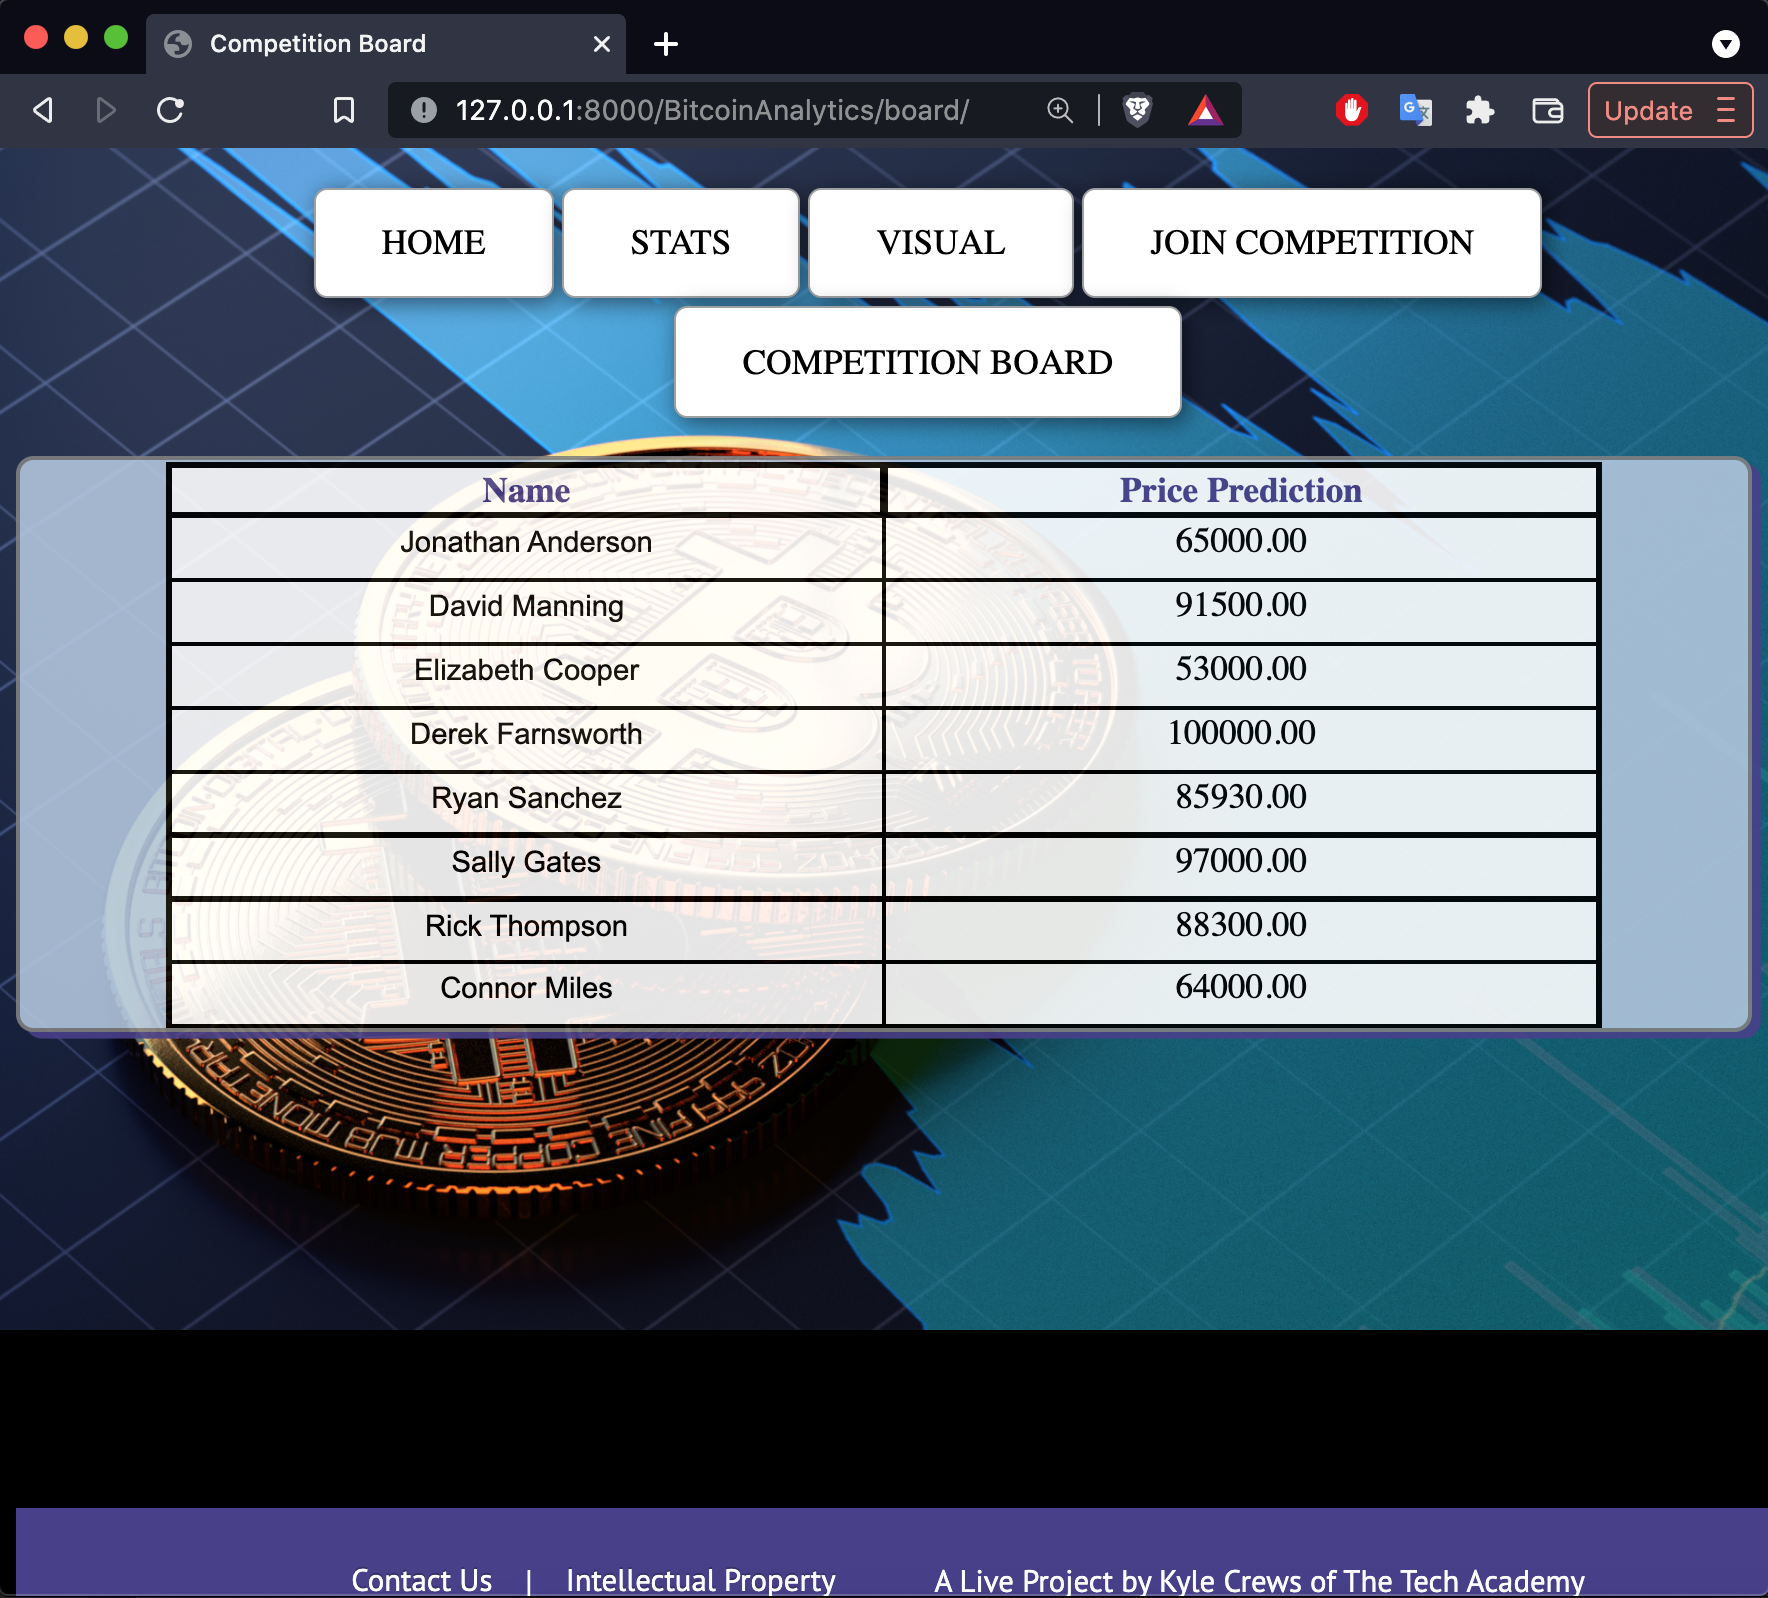 Competition Board
127.0.0.1:8000/BitcoinAnalytics/board/
Update
HOME
STATS
VISUAL
JOIN COMPETITION
COMPETITION BOARD
Name Price Prediction
Jonathan Anderson 65000.00
David Manning 91500.00
Elizabeth Cooper 53000.00
Derek Farnsworth 100000.00
Ryan Sanchez 85930.00
Sally Gates 97000.00
Rick Thompson 88300.00
Connor Miles 64000.00
Contact Us | Intellectual Property A Live Project by Kyle Crews of The Tech Academy